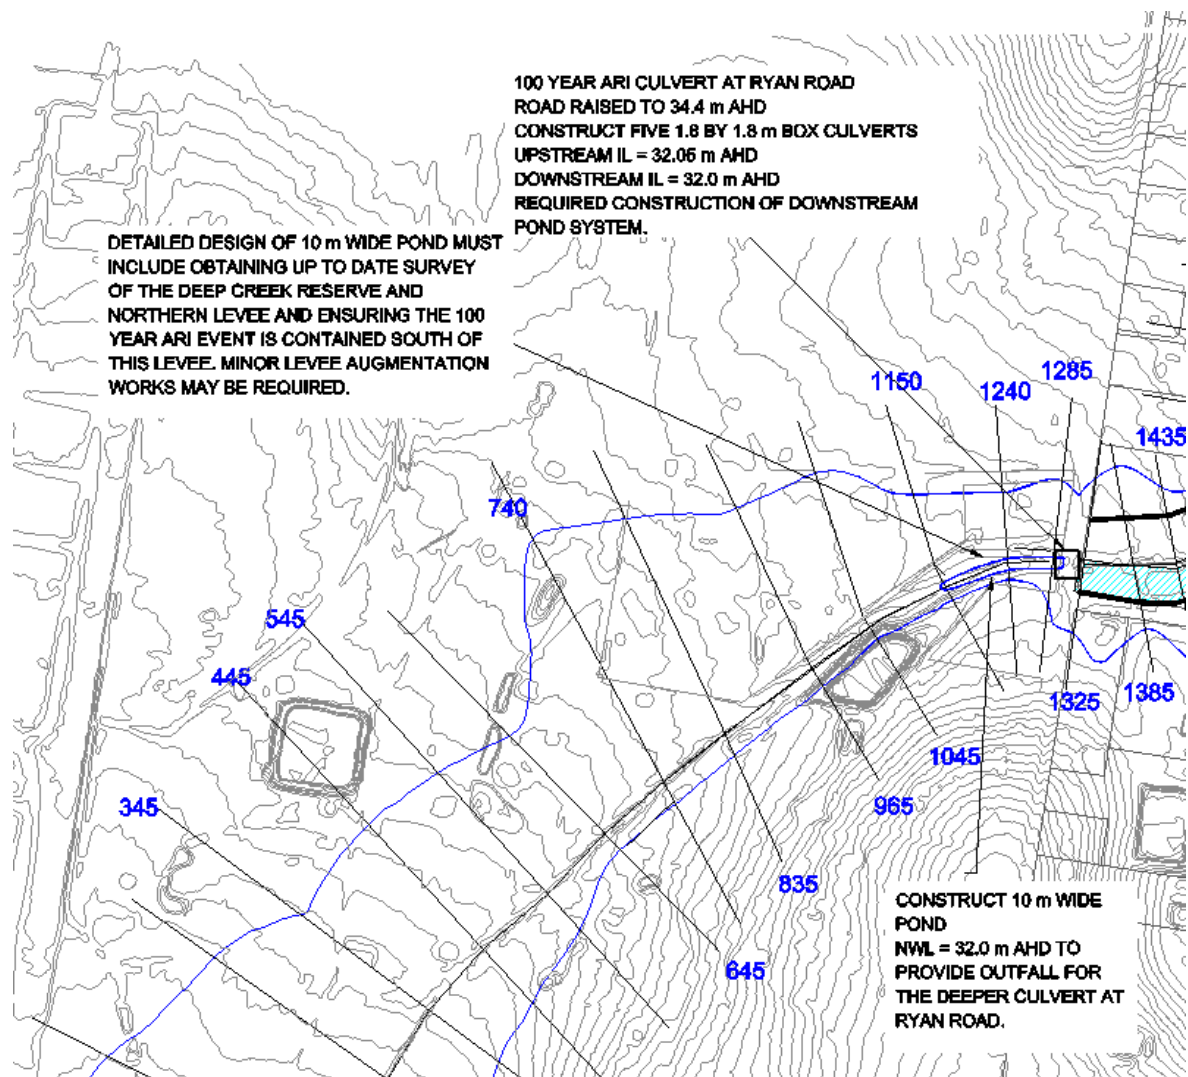 100 YEAR ARI CULVERT AT RYAN ROAD
ROAD RAISED TO 34.4 m AHD
CONSTRUCT FIVE 1.8 BY 1.8 m BOX CULVERTS
UPSTREAM IL = 32.05 m AHD
DOWNSTREAM IL = 32.0 m AHD
REQUIRED CONSTRUCTION OF DOWNSTREAM
POND SYSTEM.
DETAILED DESIGN OF 10 m WIDE POND MUST
INCLUDE OBTAINING UP TO DATE SURVEY
OF THE DEEP CREEK RESERVE AND
NORTHERN LEVEE AND ENSURING THE 100
YEAR ARI EVENT IS CONTAINED SOUTH OF
THIS LEVEE. MINOR LEVEE AUGMENTATION
WORKS MAY BE REQUIRED.
1150
1240
1285
1435
740
545
445
345
1325
1385
1045
965
835
645
CONSTRUCT 10 m WIDE
POND
NWL = 32.0 m AHD TO
PROVIDE OUTFALL FOR
THE DEEPER CULVERT AT
RYAN ROAD.